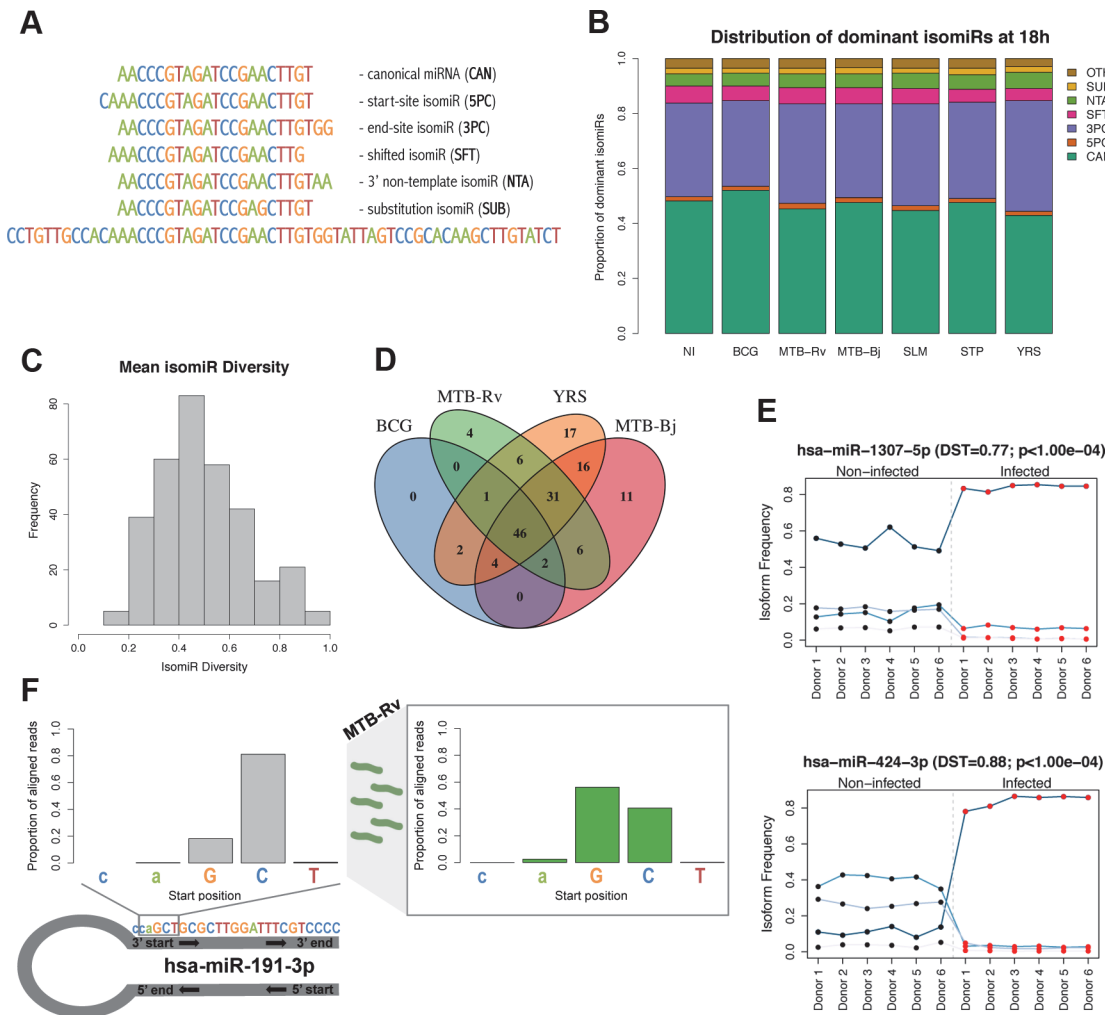 A
AACCCGTAGATCCGAACTTGT - canonical miRNA (CAN)
CAAACCCGTAGATCCGAACTTGT - start-site isomiR (5PC)
AACCCGTAGATCCGAACTTGTGG - end-site isomiR (3PC)
AAACCCGTAGATCCGAACTTG - shifted isomiR (SFT)
AACCCGTAGATCCGAACTTGTAA - 3' non-template isomiR (NTA)
AACCCGTAGATCCGAGCTTGT - substitution isomiR (SUB)
CCTGTTGCCACAAACCCGTAGATCCGAACTTGTGGTATTAGTCCGCACAAGCTTGTATCT
B
Distribution of dominant isomiRs at 18h
Proportion of dominant isomiRs
0.0 0.2 0.4 0.6 0.8 1.0
NI BCG MTB-Rv MTB-Bj SLM STP YRS
OTH
SUB
NTA
SFT
3PC
5PC
CAN
C
Mean isomiR Diversity
Frequency
0 20 40 60 80
0.0 0.2 0.4 0.6 0.8 1.0
IsomiR Diversity
D
BCG
MTB-Rv
YRS
MTB-Bj
4 17
0 6 16
0 1 31 11
46
2 4 2 6
0
E
hsa-miR-1307-5p (DST=0.77; p<1.00e-04)
Non-infected Infected
Isoform Frequency
0.0 0.2 0.4 0.6 0.8
Donor 1 Donor 2 Donor 3 Donor 4 Donor 5 Donor 6 Donor 1 Donor 2 Donor 3 Donor 4 Donor 5 Donor 6
hsa-miR-424-3p (DST=0.88; p<1.00e-04)
Non-infected Infected
Isoform Frequency
0.0 0.2 0.4 0.6 0.8
Donor 1 Donor 2 Donor 3 Donor 4 Donor 5 Donor 6 Donor 1 Donor 2 Donor 3 Donor 4 Donor 5 Donor 6
F
Proportion of aligned reads
0.0 0.2 0.4 0.6 0.8 1.0
c a G C T
Start position
MTB-Rv
Proportion of aligned reads
0.0 0.2 0.4 0.6 0.8 1.0
c a G C T
Start position
ccaGCTGCGCTTGGATTTCGTCCCC
3' start 3' end
hsa-miR-191-3p
5' end 5' start